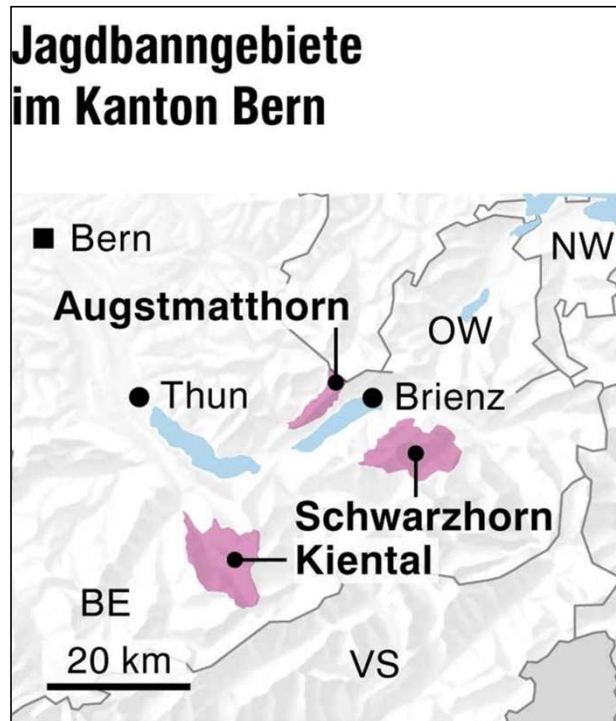 Jagdbanngebiete
im Kanton Bern
Bern
NW
Augstmatthorn
OW
Thun
Brienz
Schwarzhorn
Kiental
BE
20 km
VS